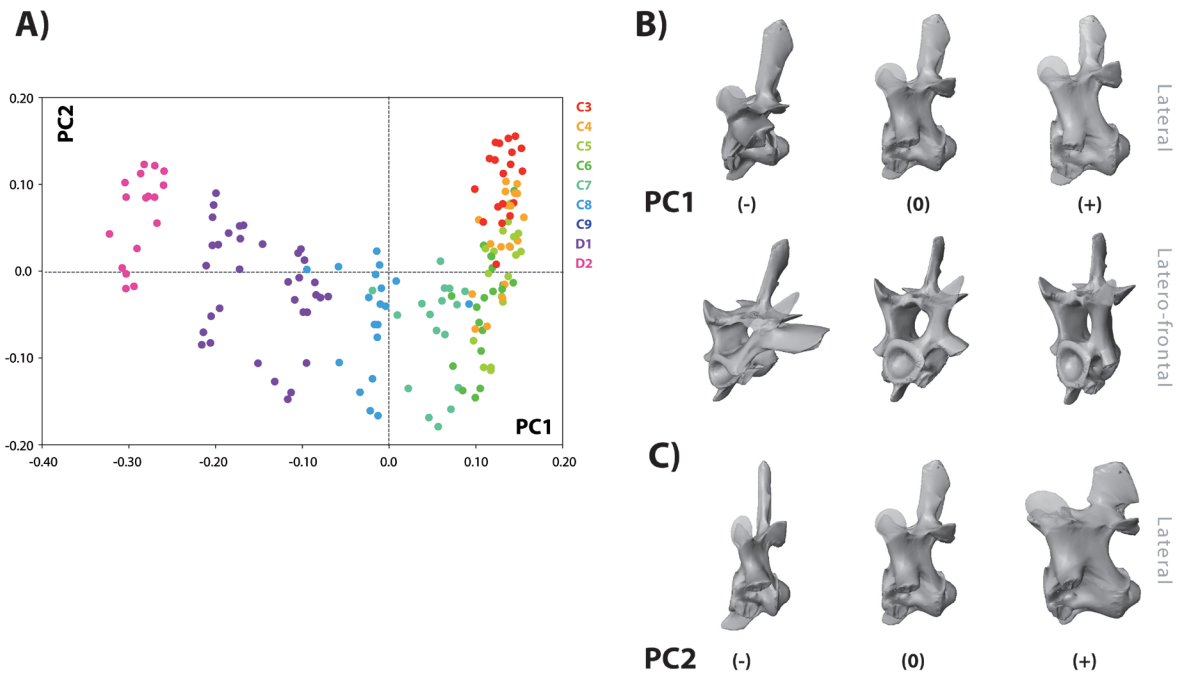 A)
PC2
0.20
0.10
0.0
-0.10
-0.20
-0.40
-0.30
-0.20
-0.10
0.0
0.10
0.20
PC1
C3
C4
C5
C6
C7
C8
C9
D1
D2
B)
Lateral
PC1 (-) (0) (+)
Latero-frontal
C)
Lateral
PC2 (-) (0) (+)